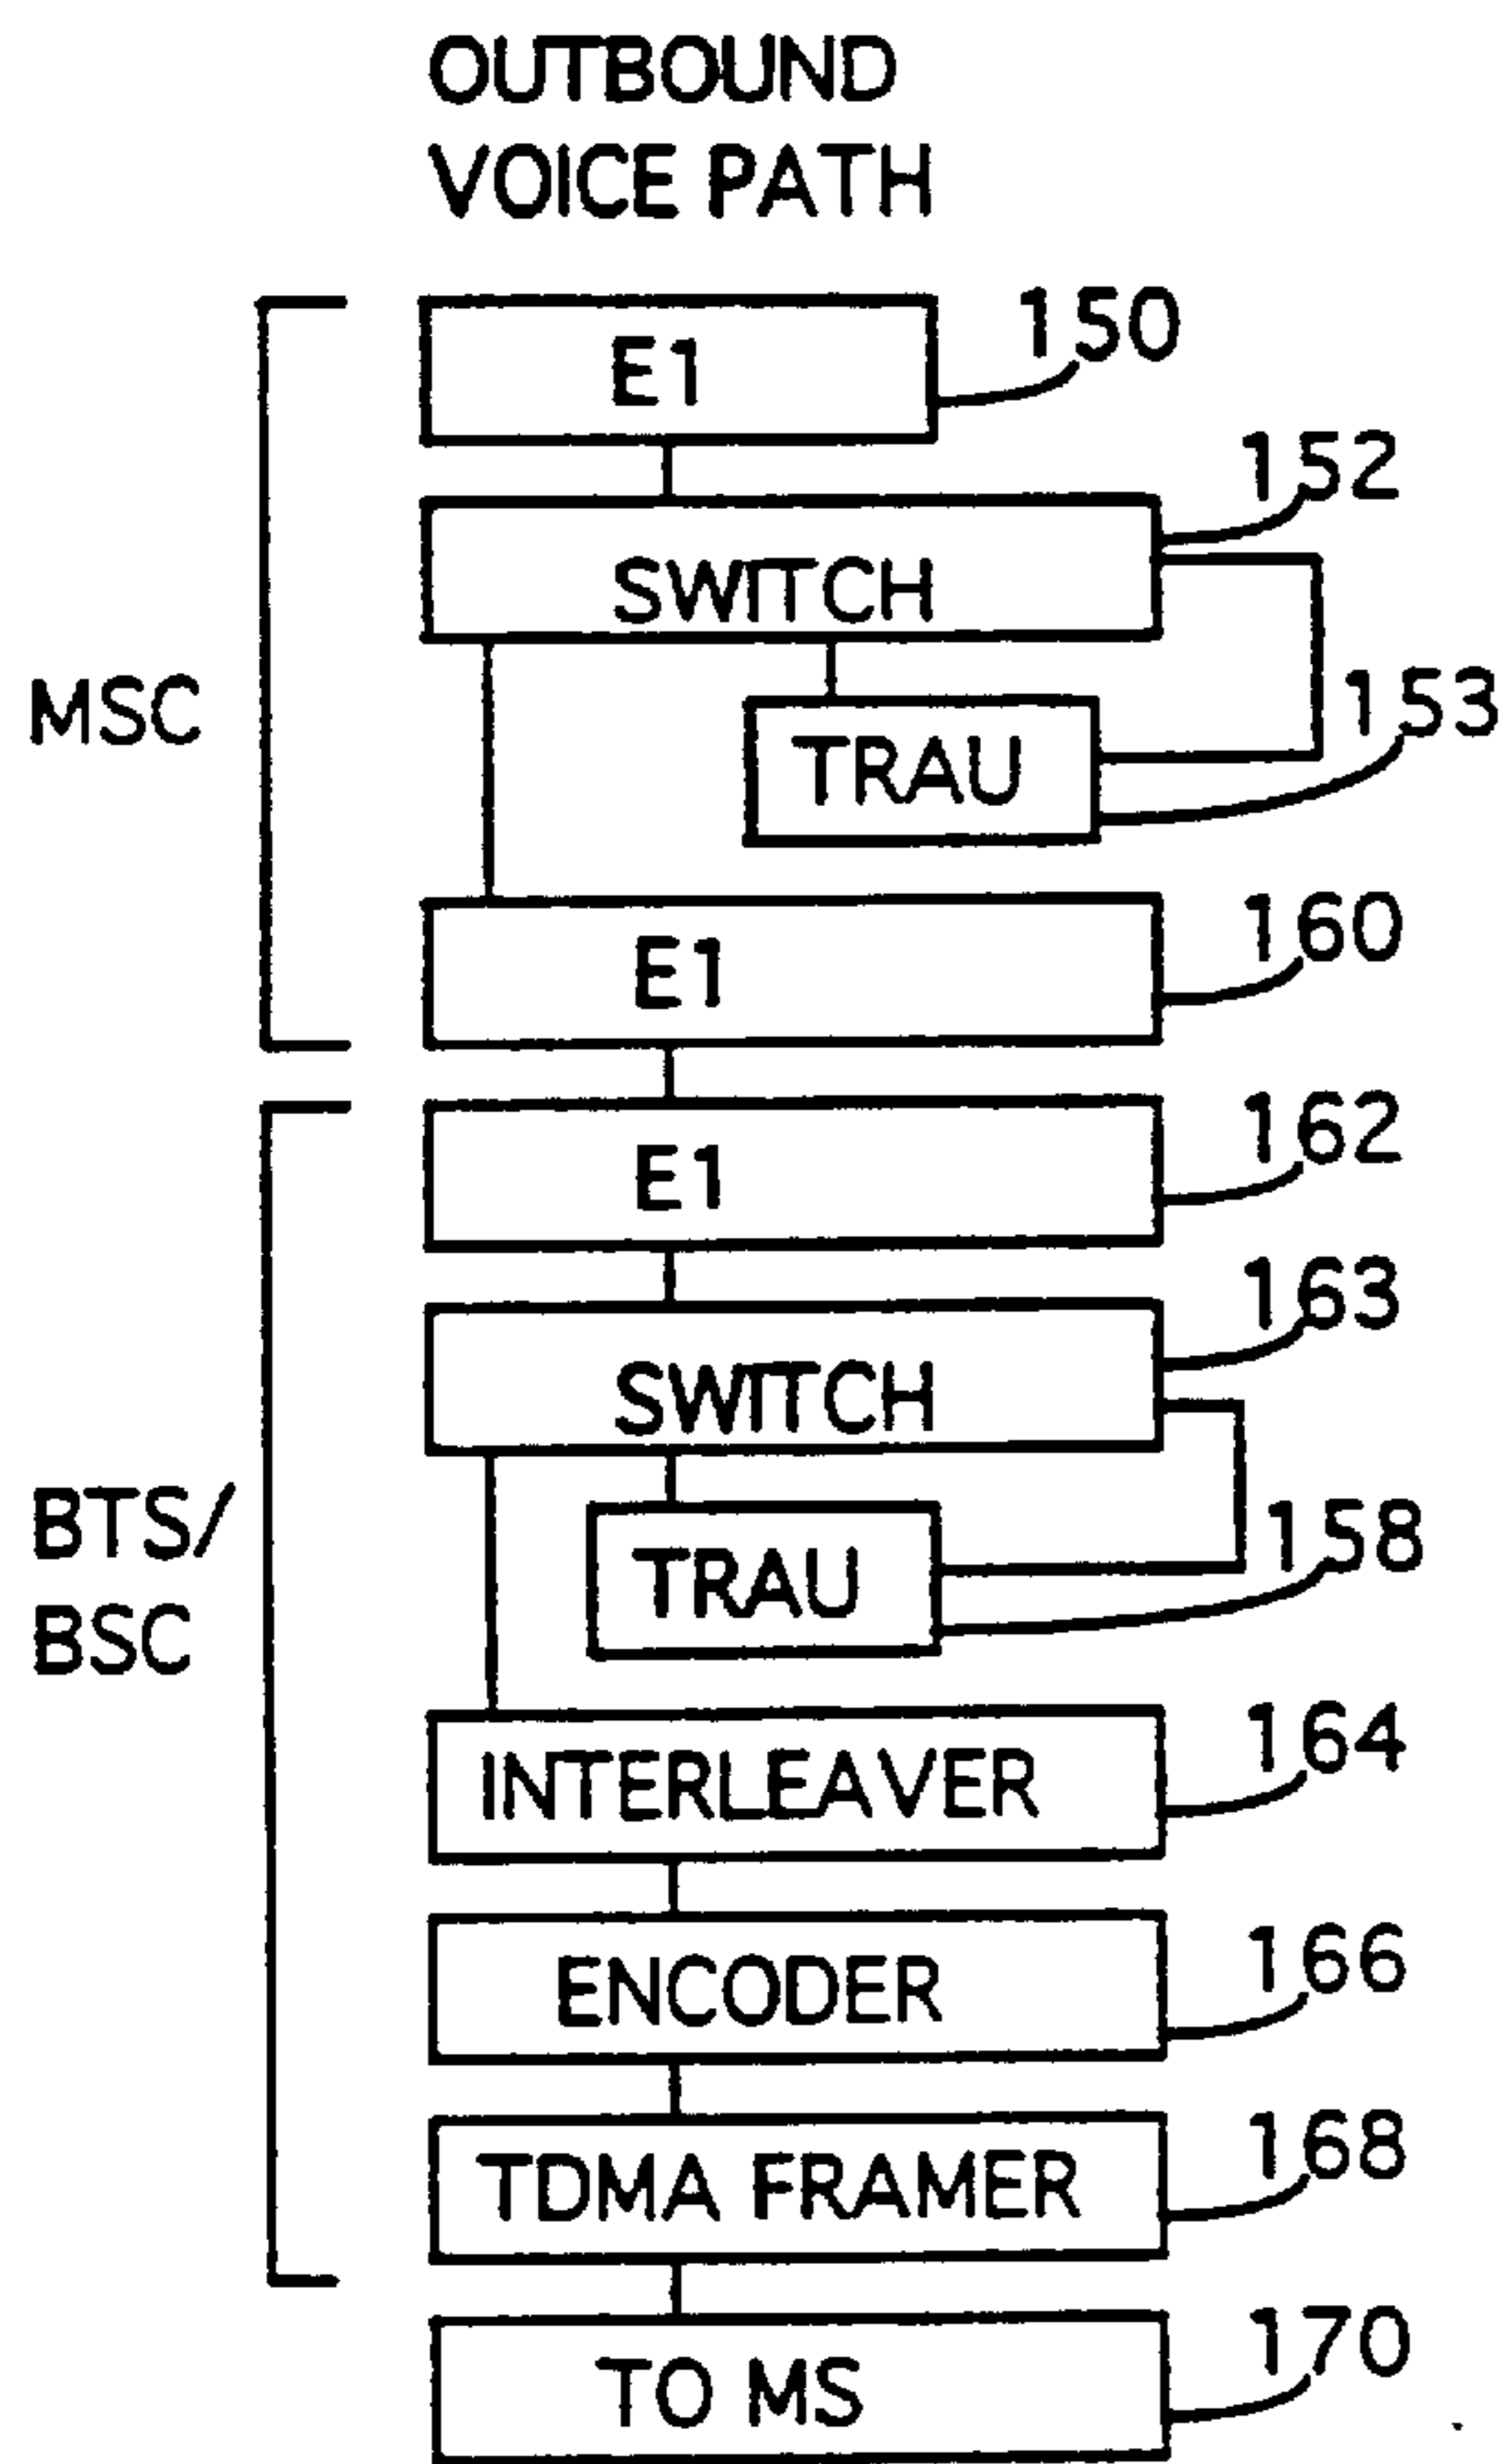 OUTBOUND
VOICE PATH
E1
150
SWITCH
152
MSC
TRAU
153
E1
160
E1
162
SWITCH
163
BTS/
BSC
TRAU
158
INTERLEAVER
164
ENCODER
166
TDMA FRAMER
168
TO MS
170